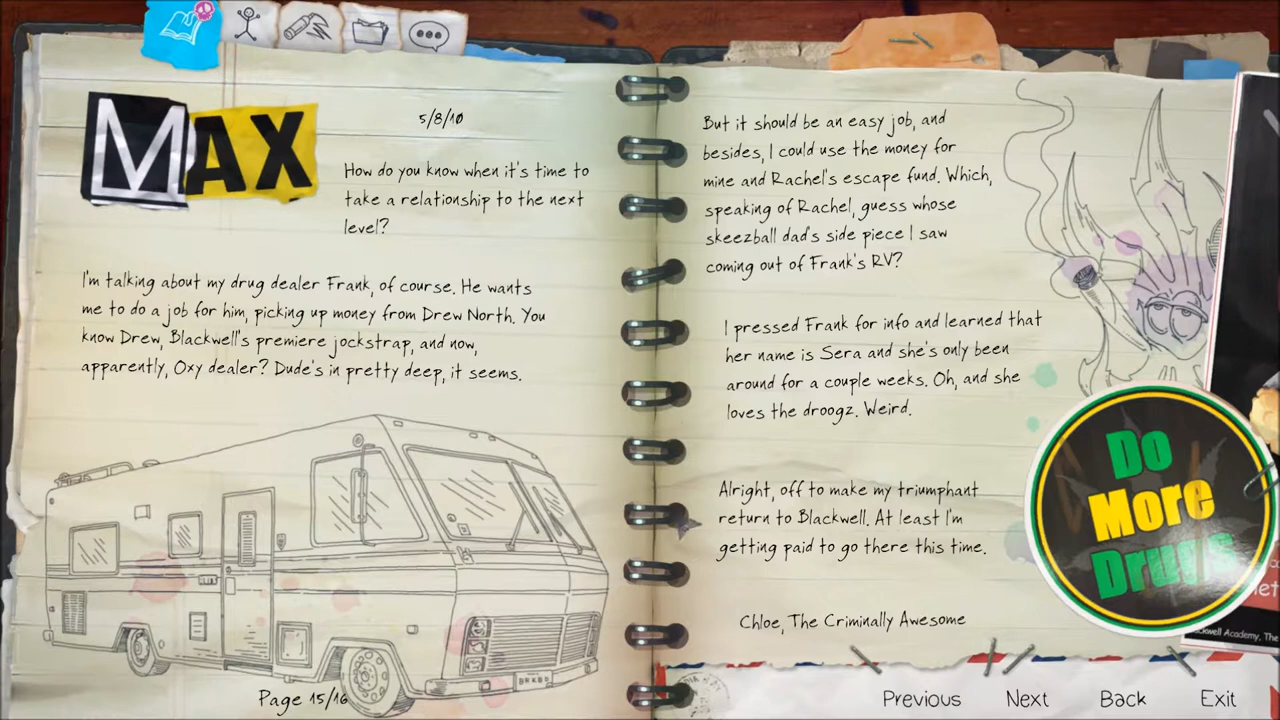 MAX
5/8/10
How do you know when it's time to
take a relationship to the next
level?
I'm talking about my drug dealer Frank, of course. He wants
me to do a job for him, picking up money from Drew North. You
know Drew, Blackwell's premiere jockstrap, and now,
apparently, Oxy dealer? Dude's in pretty deep, it seems.
BRKBD
Page 15/16
But it should be an easy job, and
besides, I could use the money for
mine and Rachel's escape fund. Which,
speaking of Rachel, guess whose
skeezball dad's side piece I saw
coming out of Frank's RV?
I pressed Frank for info and learned that
her name is Sera and she's only been
around for a couple weeks. Oh, and she
loves the droogz. Weird.
Alright, off to make my triumphant
return to Blackwell. At least I'm
getting paid to go there this time.
Chloe, The Criminally Awesome
Do
More
Drugs
Blackwell Academy, The
Previous
Next
Back
Exit